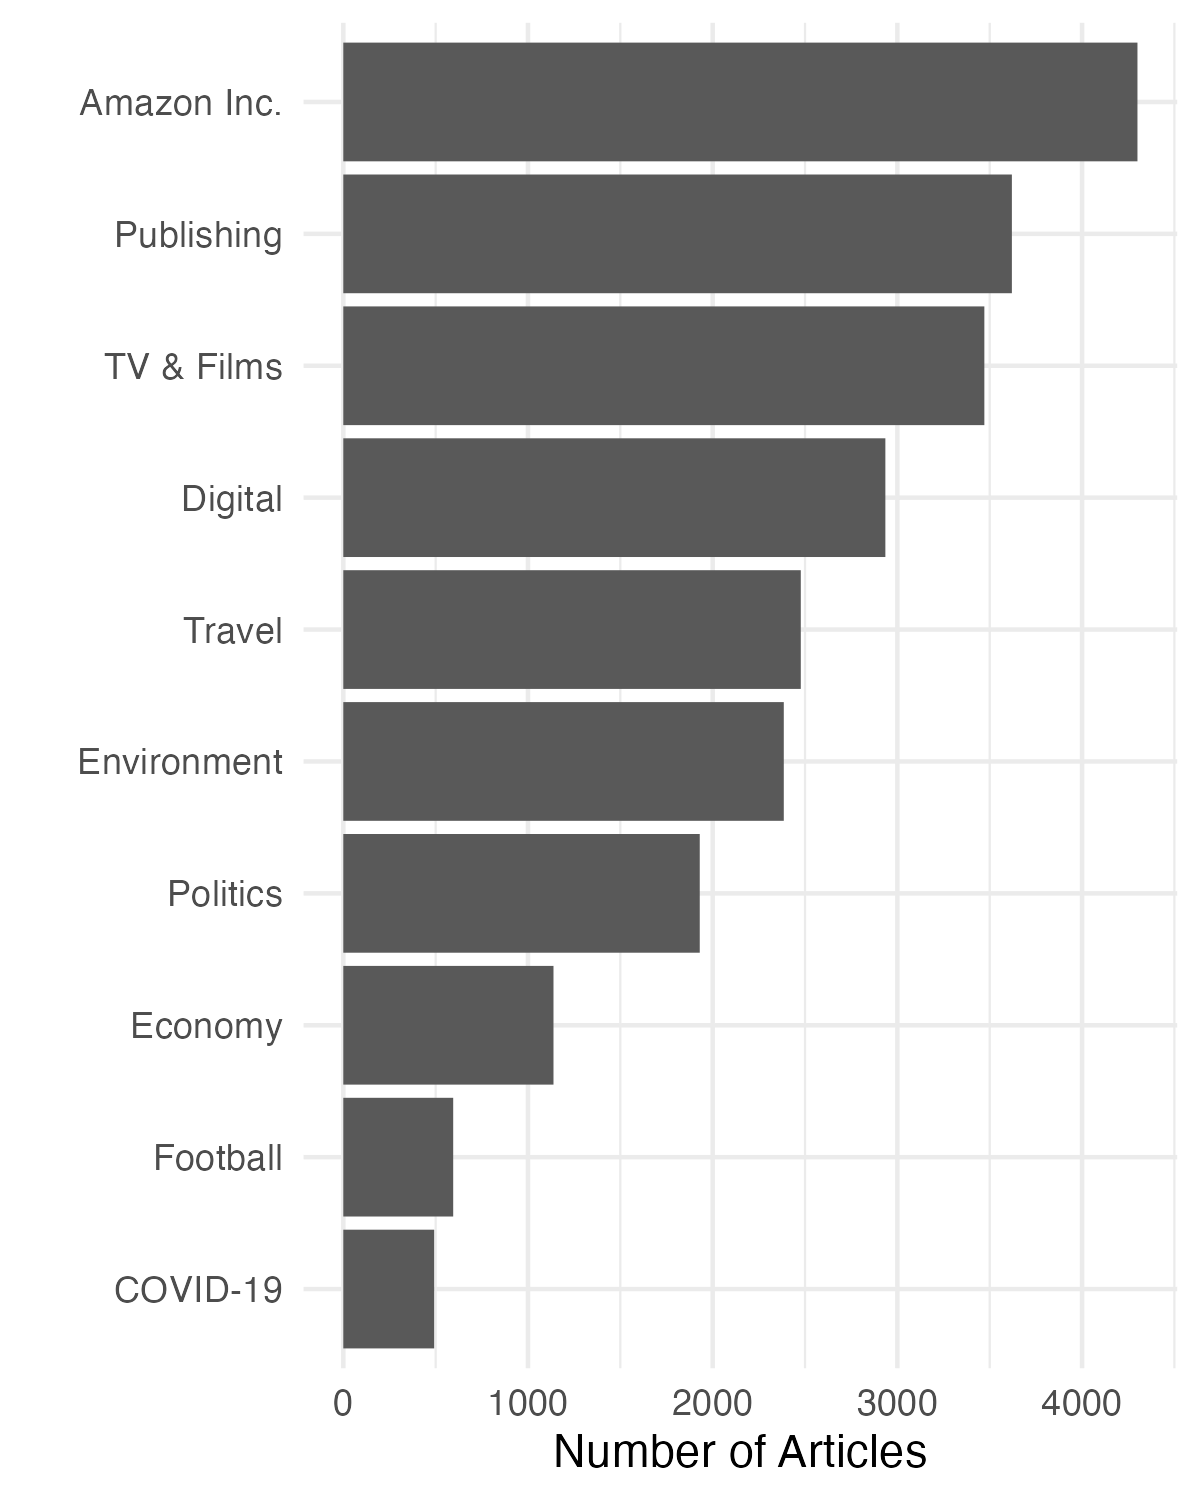 Amazon Inc.
Publishing
TV & Films
Digital
Travel
Environment
Politics
Economy
Football
COVID-19
0 1000 2000 3000 4000
Number of Articles